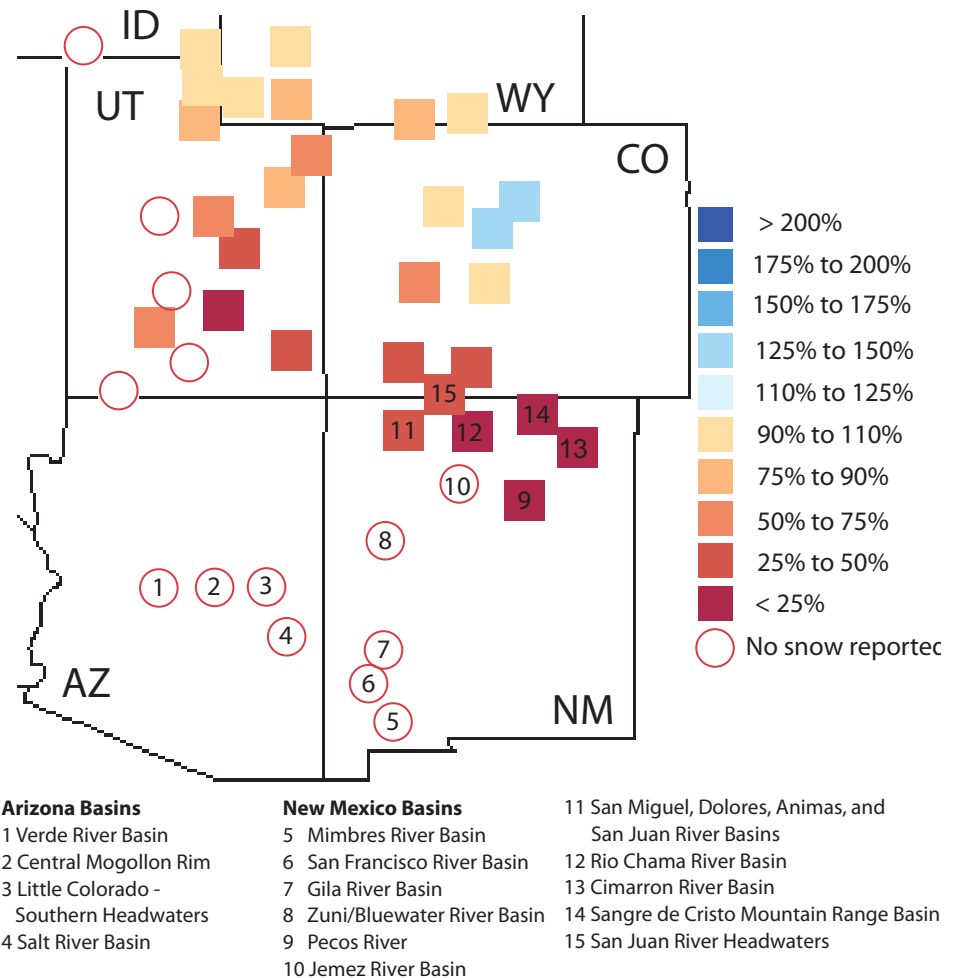 ID
UT
WY
CO
> 200%
175% to 200%
150% to 175%
125% to 150%
110% to 125%
90% to 110%
75% to 90%
50% to 75%
25% to 50%
< 25%
No snow reported
15
14
11
12
13
10
9
8
1
2
3
4
7
6
5
AZ
NM
Arizona Basins
1 Verde River Basin
2 Central Mogollon Rim
3 Little Colorado -
Southern Headwaters
4 Salt River Basin
New Mexico Basins
5 Mimbres River Basin
6 San Francisco River Basin
7 Gila River Basin
8 Zuni/Bluewater River Basin
9 Pecos River
10 Jemez River Basin
11 San Miguel, Dolores, Animas, and
San Juan River Basins
12 Rio Chama River Basin
13 Cimarron River Basin
14 Sangre de Cristo Mountain Range Basin
15 San Juan River Headwaters